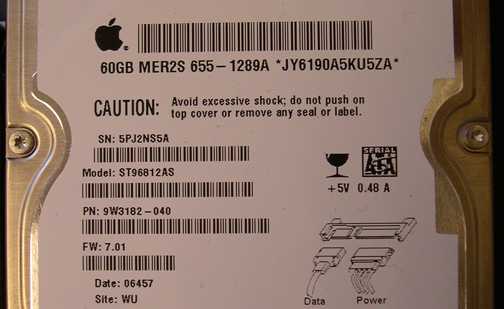 60GB MER2S 655-1289A *JY6190A5KU5ZA*
CAUTION: Avoid excessive shock; do not push on
top cover or remove any seal or label.
SN: 5PJ2NS5A
Model: ST96812AS
SERIAL
SATA
+5V 0.48 A
PN: 9W3182-040
FW: 7.01
Date: 06457
Site: WU
Data Power